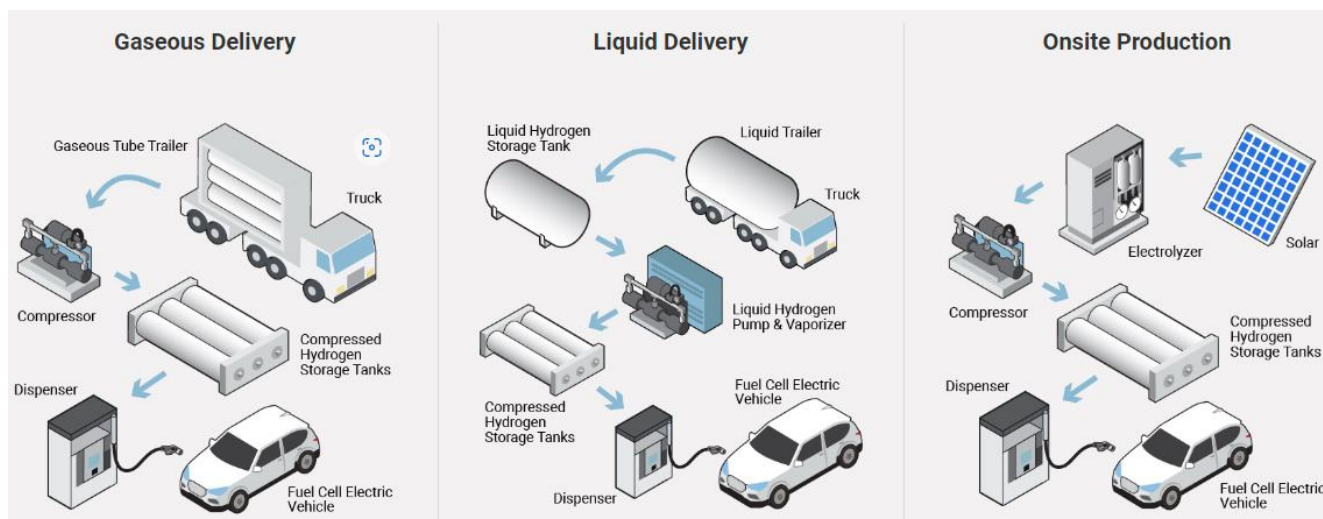 Gaseous Delivery
Gaseous Tube Trailer
Truck
Compressor
Compressed
Hydrogen
Storage Tanks
Dispenser
Fuel Cell Electric
Vehicle
Liquid Delivery
Liquid Hydrogen
Storage Tank
Liquid Trailer
Truck
Liquid Hydrogen
Pump & Vaporizer
Compressed
Hydrogen
Storage Tanks
Fuel Cell Electric
Vehicle
Dispenser
Onsite Production
Electrolyzer
Solar
Compressor
Compressed
Hydrogen
Storage Tanks
Dispenser
Fuel Cell Electric
Vehicle